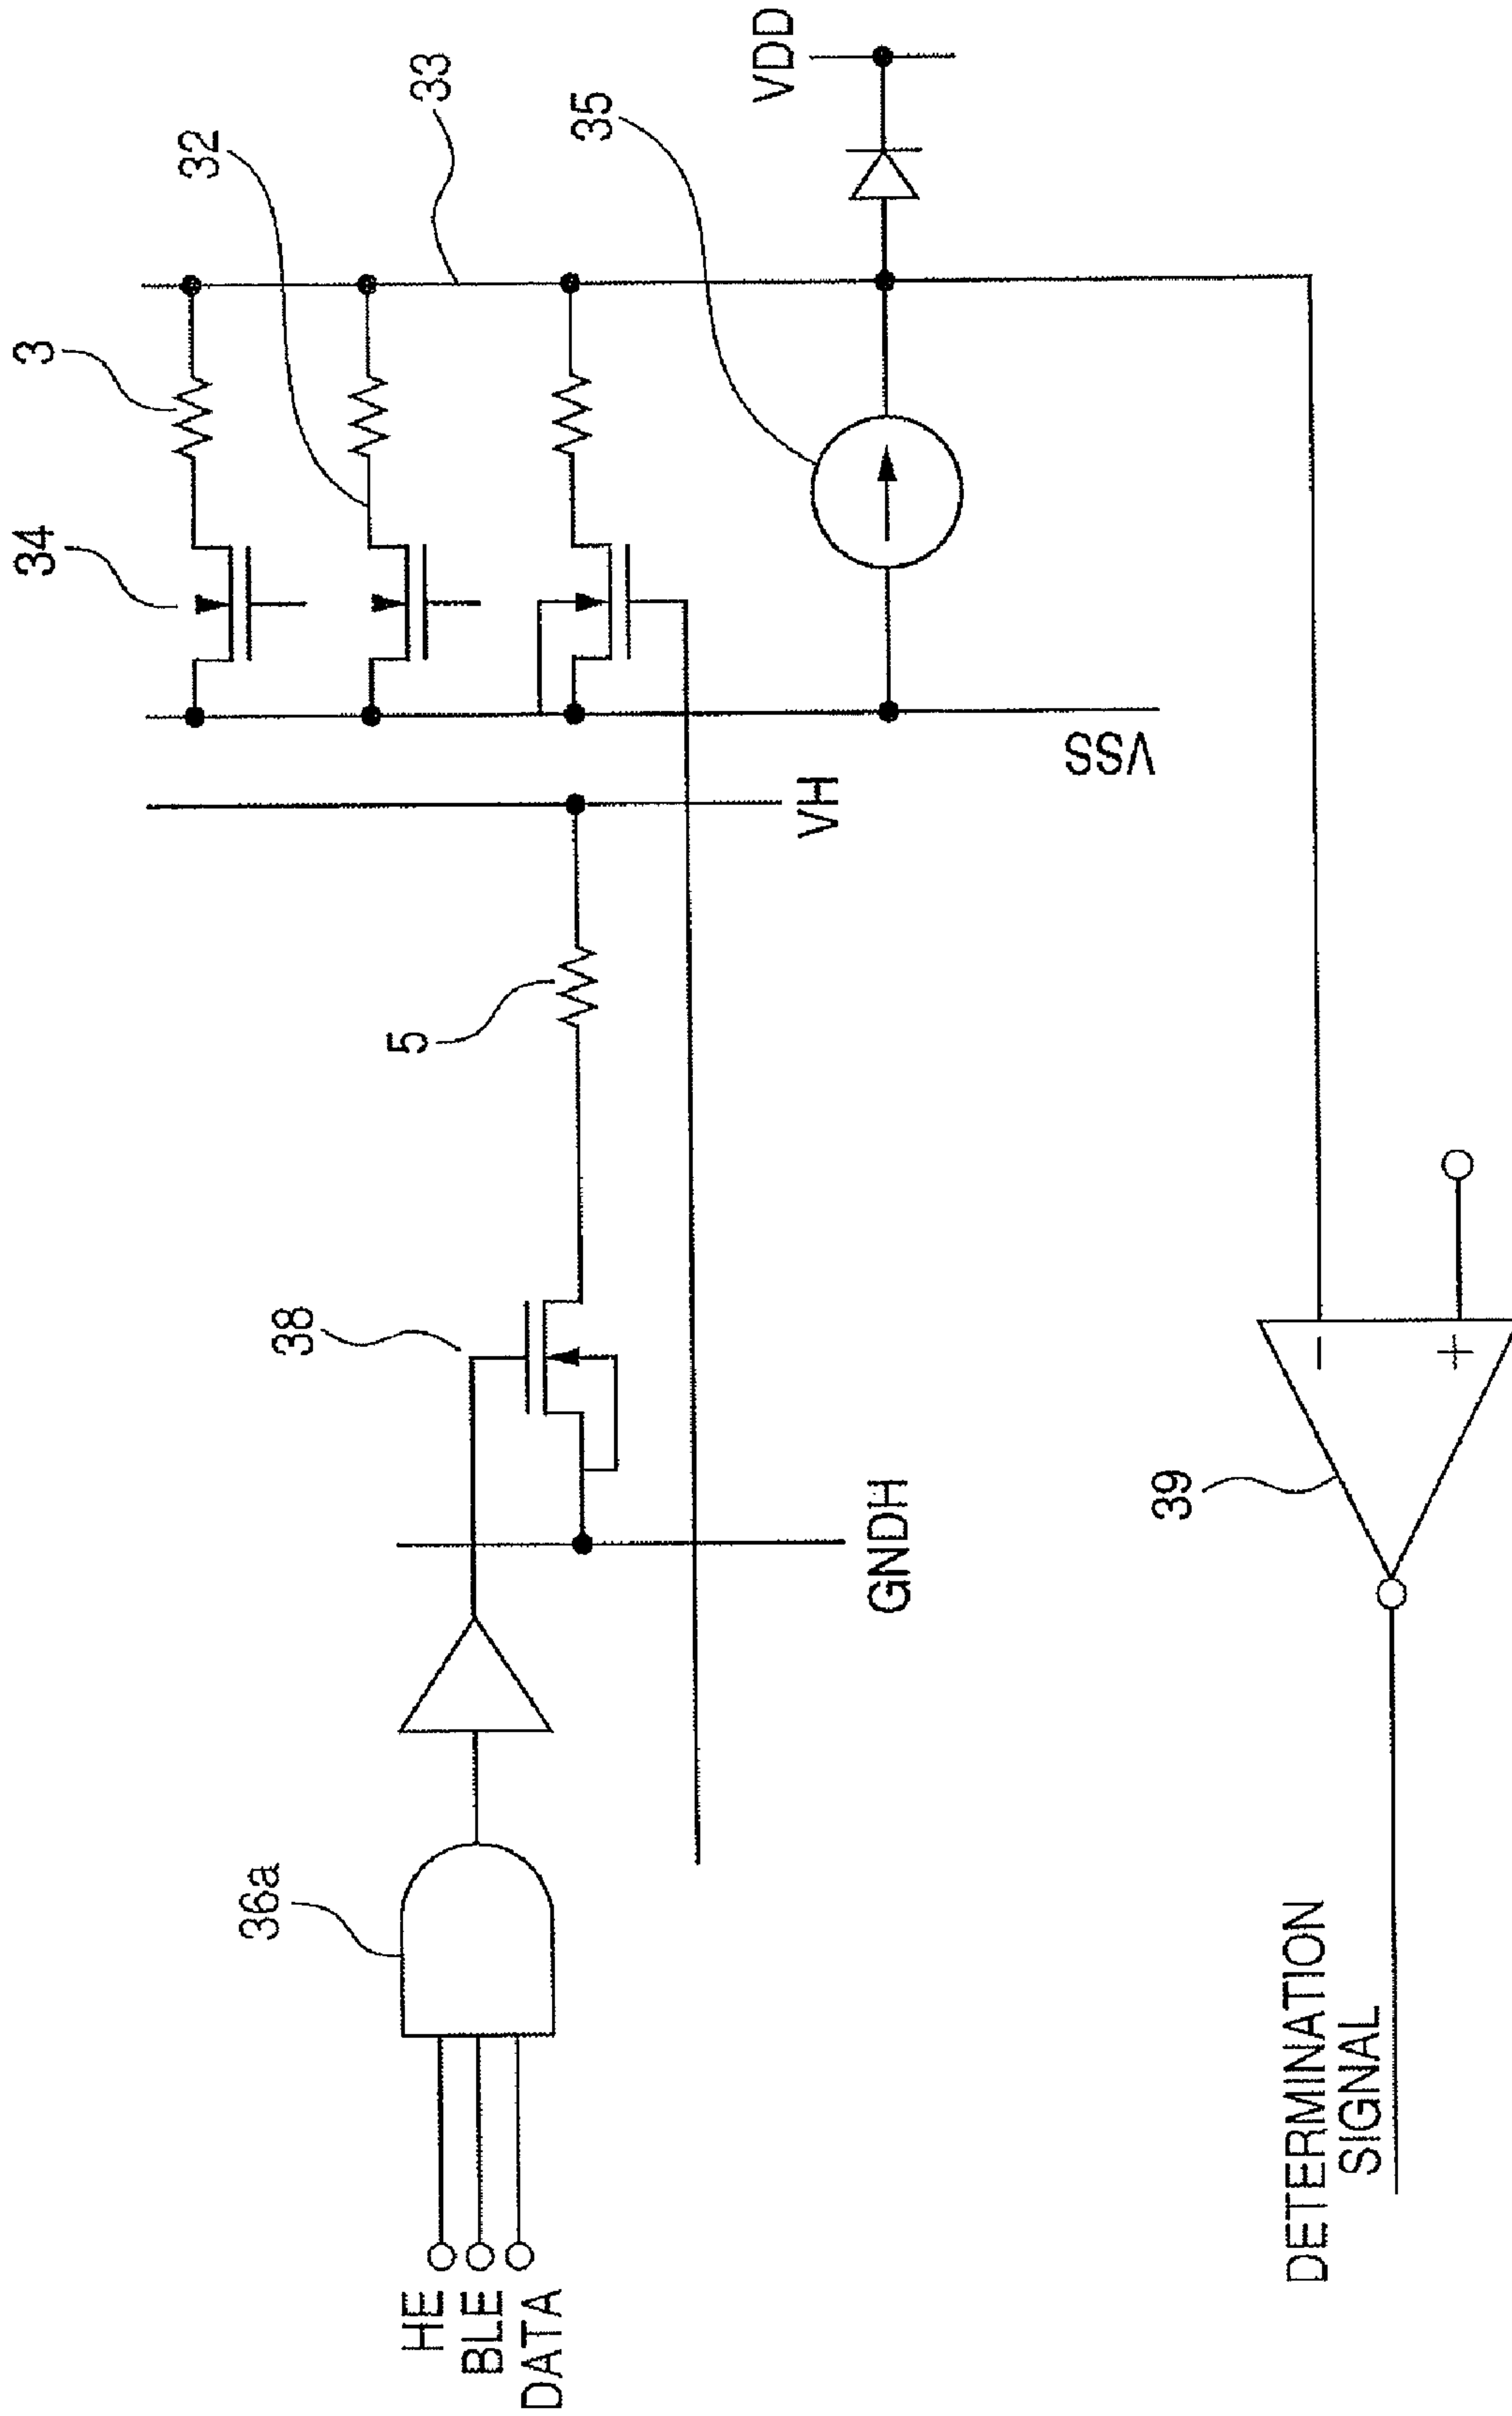 34
3
32
33
35
VDD
VSS
VH
5
38
GNDH
36a
HE
BLE
DATA
39
−
+
DETERMINATION
SIGNAL